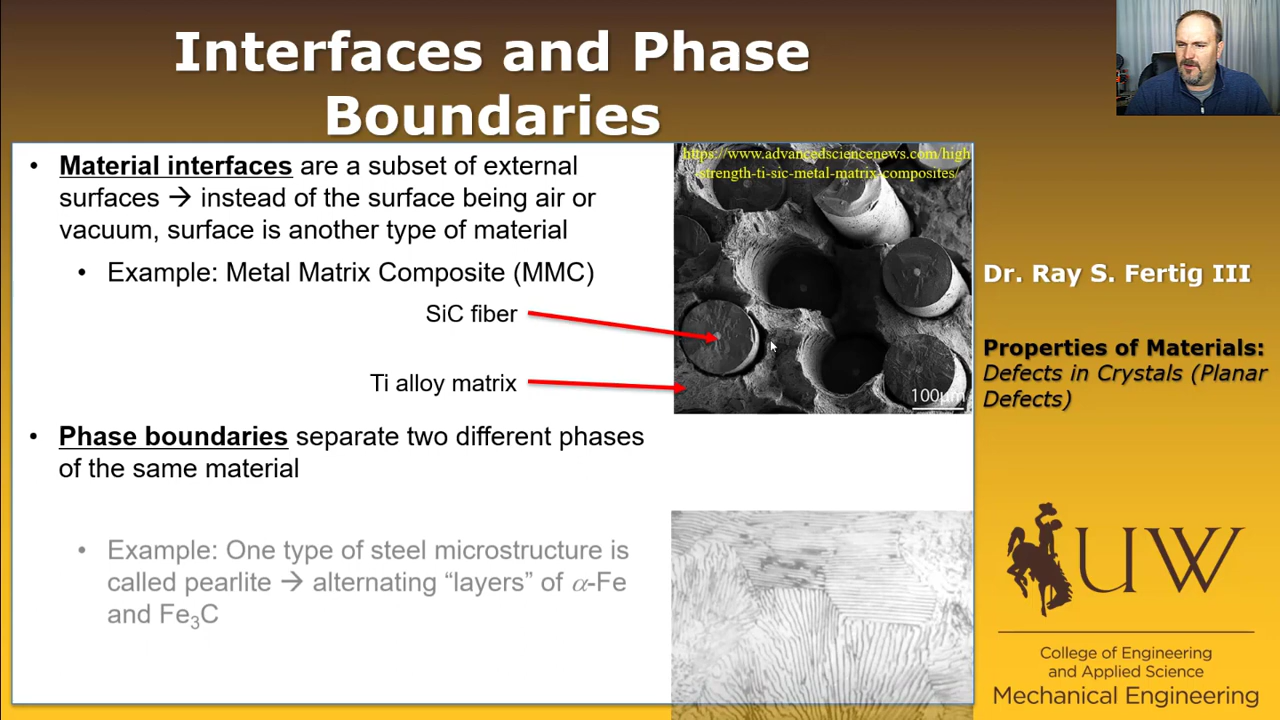 Interfaces and Phase
Boundaries
• Material interfaces are a subset of external
surfaces → instead of the surface being air or
vacuum, surface is another type of material
• Example: Metal Matrix Composite (MMC)
SiC fiber
Ti alloy matrix
• Phase boundaries separate two different phases
of the same material
• Example: One type of steel microstructure is
called pearlite → alternating “layers” of α-Fe
and Fe₃C
https://www.advancedsciencenews.com/high
-strength-ti-sic-metal-matrix-composites/
100μm
Dr. Ray S. Fertig III
Properties of Materials:
Defects in Crystals (Planar
Defects)
UW
College of Engineering
and Applied Science
Mechanical Engineering